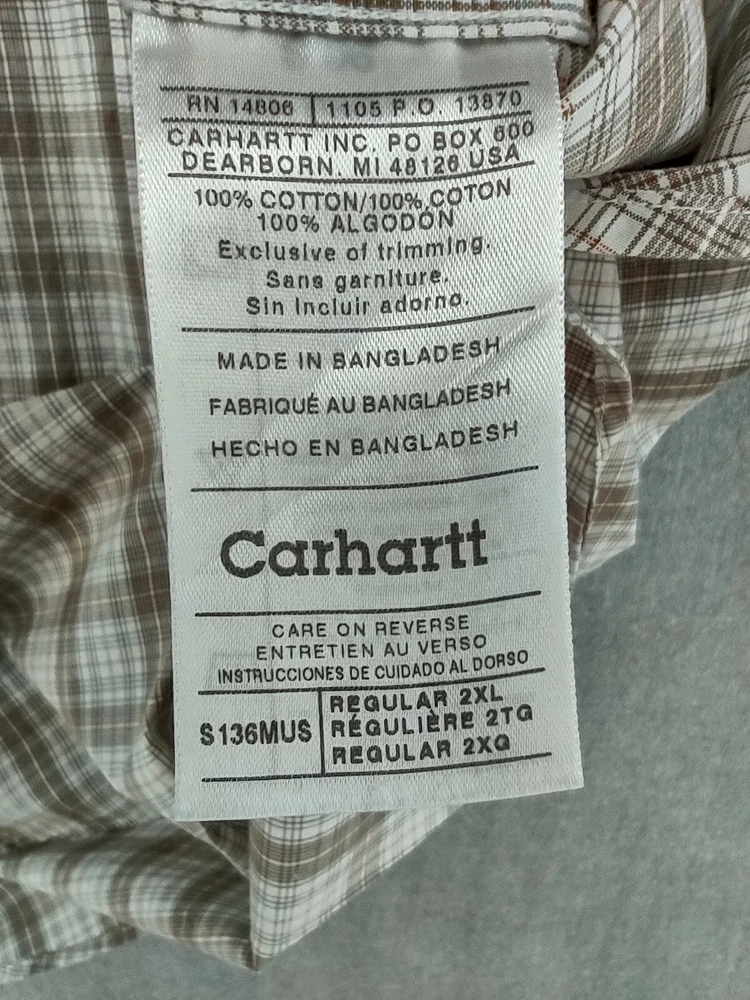 RN 14806 | 1105 P.O. 13870
CARHARTT INC. PO BOX 600
DEARBORN, MI 48126 USA
100% COTTON/100% COTON
100% ALGODÓN
Exclusive of trimming.
Sans garniture.
Sin incluir adorno.
MADE IN BANGLADESH
FABRIQUÉ AU BANGLADESH
HECHO EN BANGLADESH
Carhartt
CARE ON REVERSE
ENTRETIEN AU VERSO
INSTRUCCIONES DE CUIDADO AL DORSO
S136MUS
REGULAR 2XL
RÉGULIÈRE 2TG
REGULAR 2XG